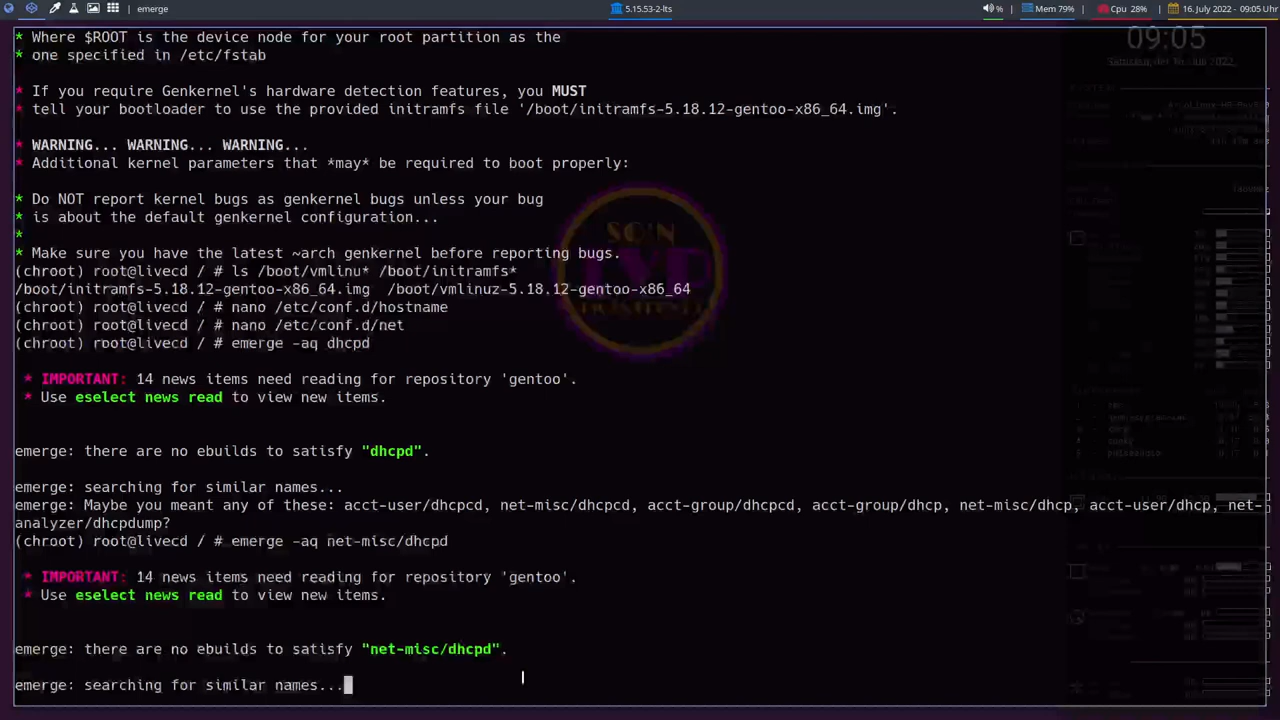 emerge
5.15.53-2-lts
%
Mem 79%
Cpu 28%
16. July 2022 - 09:05 Uhr
* Where $ROOT is the device node for your root partition as the
* one specified in /etc/fstab
* If you require Genkernel's hardware detection features, you MUST
* tell your bootloader to use the provided initramfs file '/boot/initramfs-5.18.12-gentoo-x86_64.img'.
* WARNING... WARNING... WARNING...
* Additional kernel parameters that *may* be required to boot properly:
* Do NOT report kernel bugs as genkernel bugs unless your bug
* is about the default genkernel configuration...
*
* Make sure you have the latest ~arch genkernel before reporting bugs.
(chroot) root@livecd / # ls /boot/vmlinu* /boot/initramfs*
/boot/initramfs-5.18.12-gentoo-x86_64.img  /boot/vmlinuz-5.18.12-gentoo-x86_64
(chroot) root@livecd / # nano /etc/conf.d/hostname
(chroot) root@livecd / # nano /etc/conf.d/net
(chroot) root@livecd / # emerge -aq dhcpd
* IMPORTANT: 14 news items need reading for repository 'gentoo'.
* Use eselect news read to view new items.
emerge: there are no ebuilds to satisfy "dhcpd".
emerge: searching for similar names...
emerge: Maybe you meant any of these: acct-user/dhcpcd, net-misc/dhcpcd, acct-group/dhcpcd, acct-group/dhcp, net-misc/dhcp, acct-user/dhcp, net-
analyzer/dhcpdump?
(chroot) root@livecd / # emerge -aq net-misc/dhcpd
* IMPORTANT: 14 news items need reading for repository 'gentoo'.
* Use eselect news read to view new items.
emerge: there are no ebuilds to satisfy "net-misc/dhcpd".
emerge: searching for similar names...
09:05